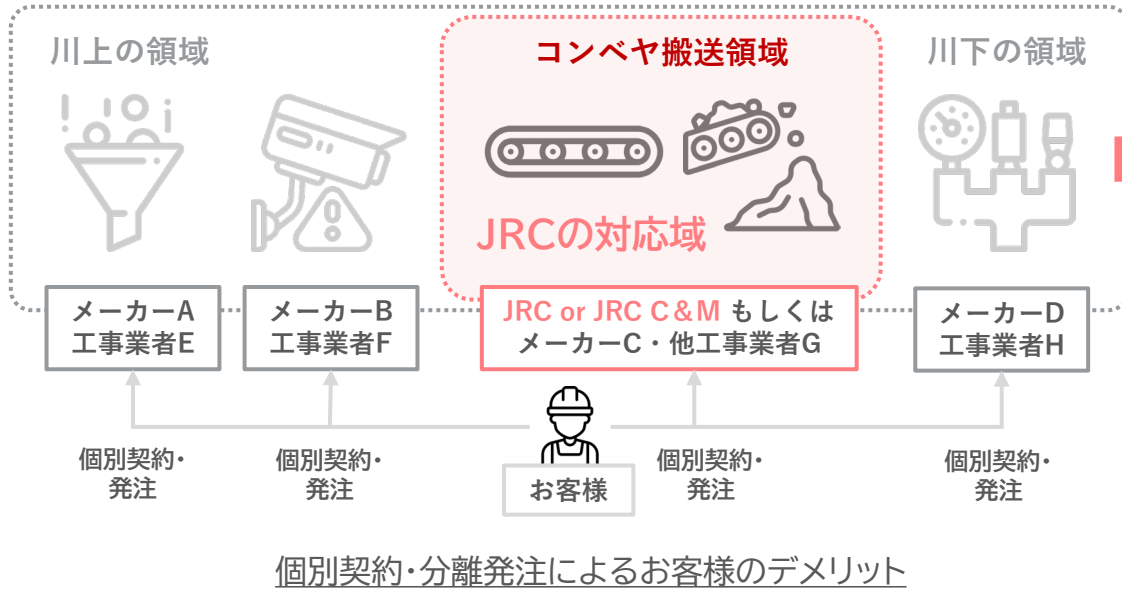 川上の領域
コンベヤ搬送領域
川下の領域
JRCの対応域
メーカーA
工事業者E
メーカーB
工事業者F
JRC or JRC C&M もしくは
メーカーC・他工事業者G
メーカーD
工事業者H
個別契約・
発注
個別契約・
発注
お客様
個別契約・
発注
個別契約・
発注
個別契約・分離発注によるお客様のデメリット